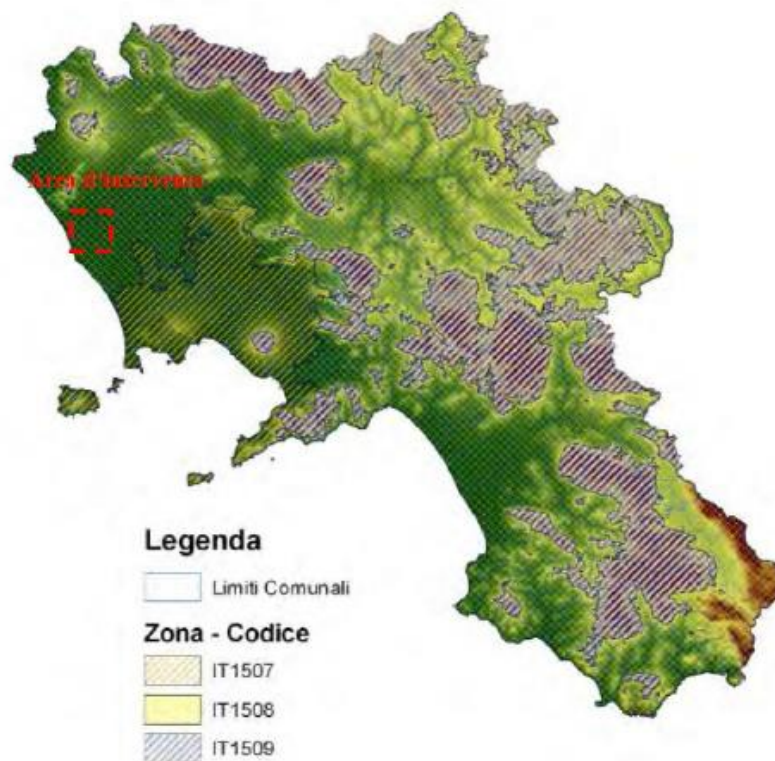 Area d'intervento
Legenda
Limiti Comunali
Zona - Codice
IT1507
IT1508
IT1509